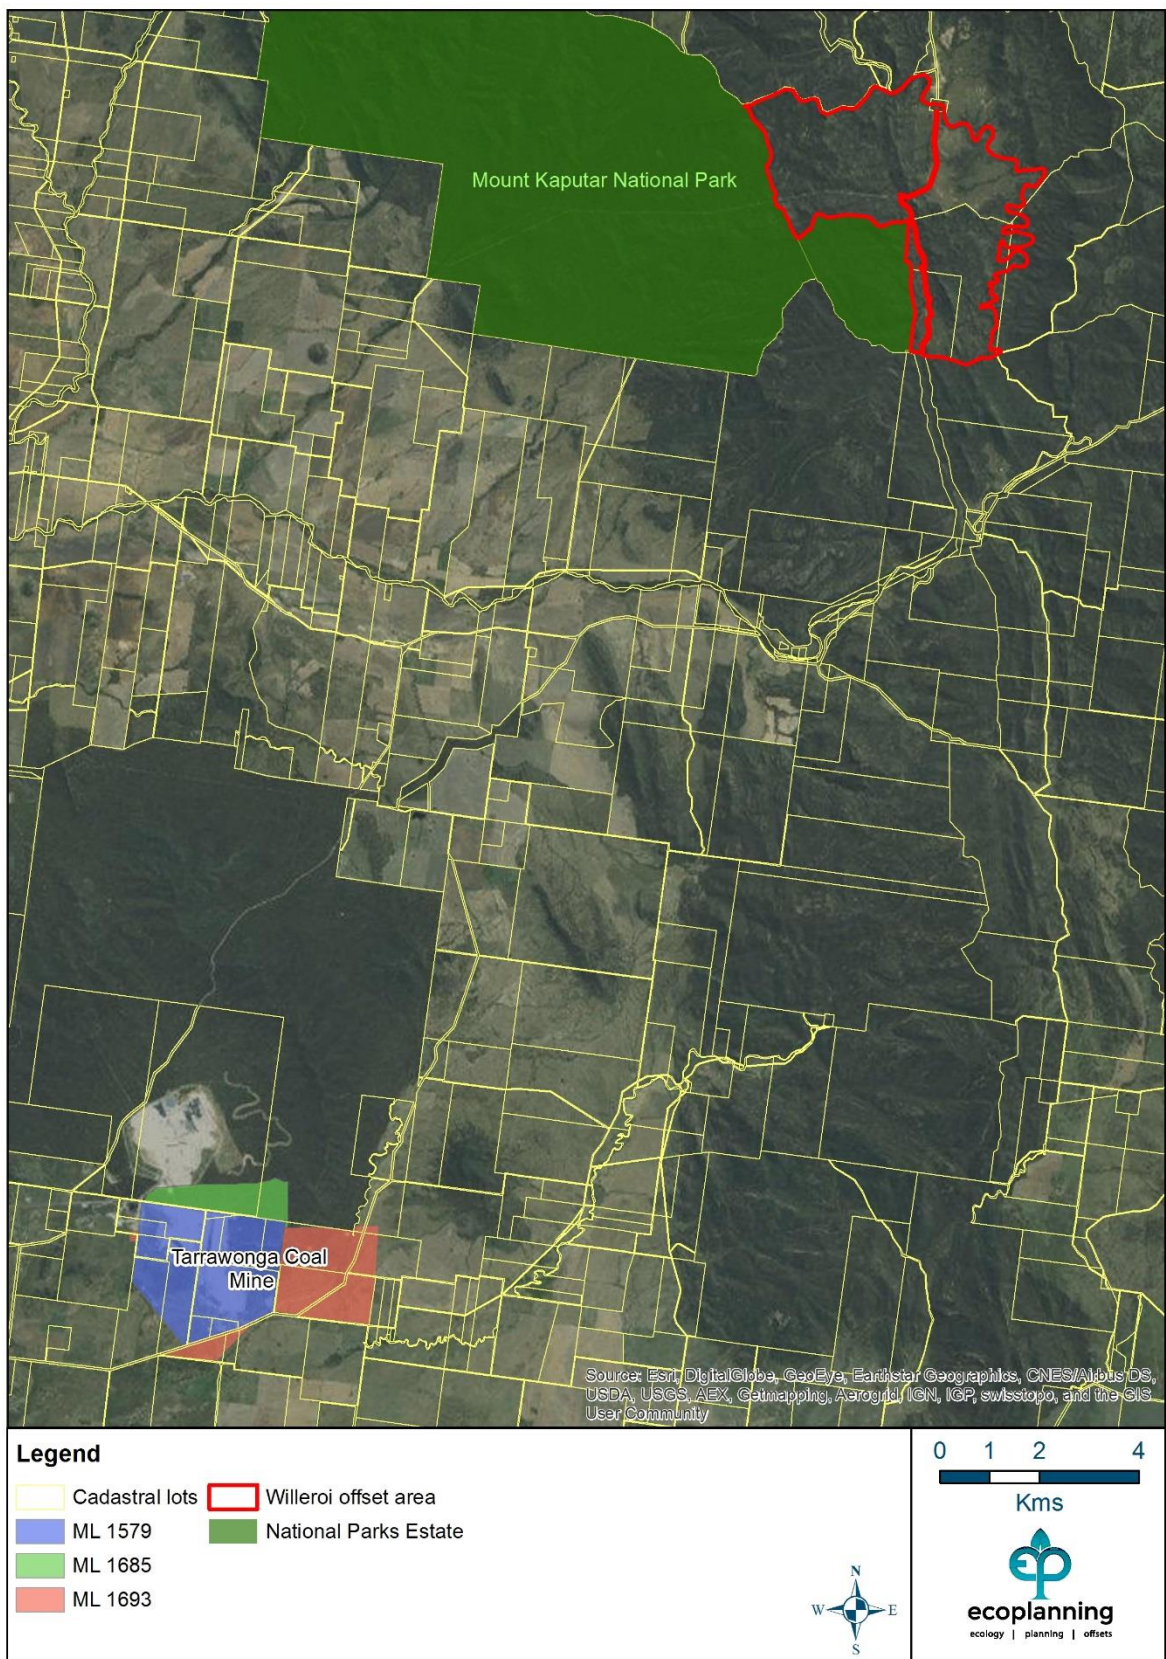 Mount Kaputar National Park
Tarrawonga Coal
Mine
Source: Esri, DigitalGlobe, GeoEye, Earthstar Geographics, CNES/Airbus DS,
USDA, USGS, AEX, Getmapping, Aerogrid, IGN, IGP, swisstopo, and the GIS
User Community
Legend
Cadastral lots
Willeroi offset area
ML 1579
National Parks Estate
ML 1685
ML 1693
N
W E
S
0 1 2 4
Kms
ep
ecoplanning
ecology | planning | offsets